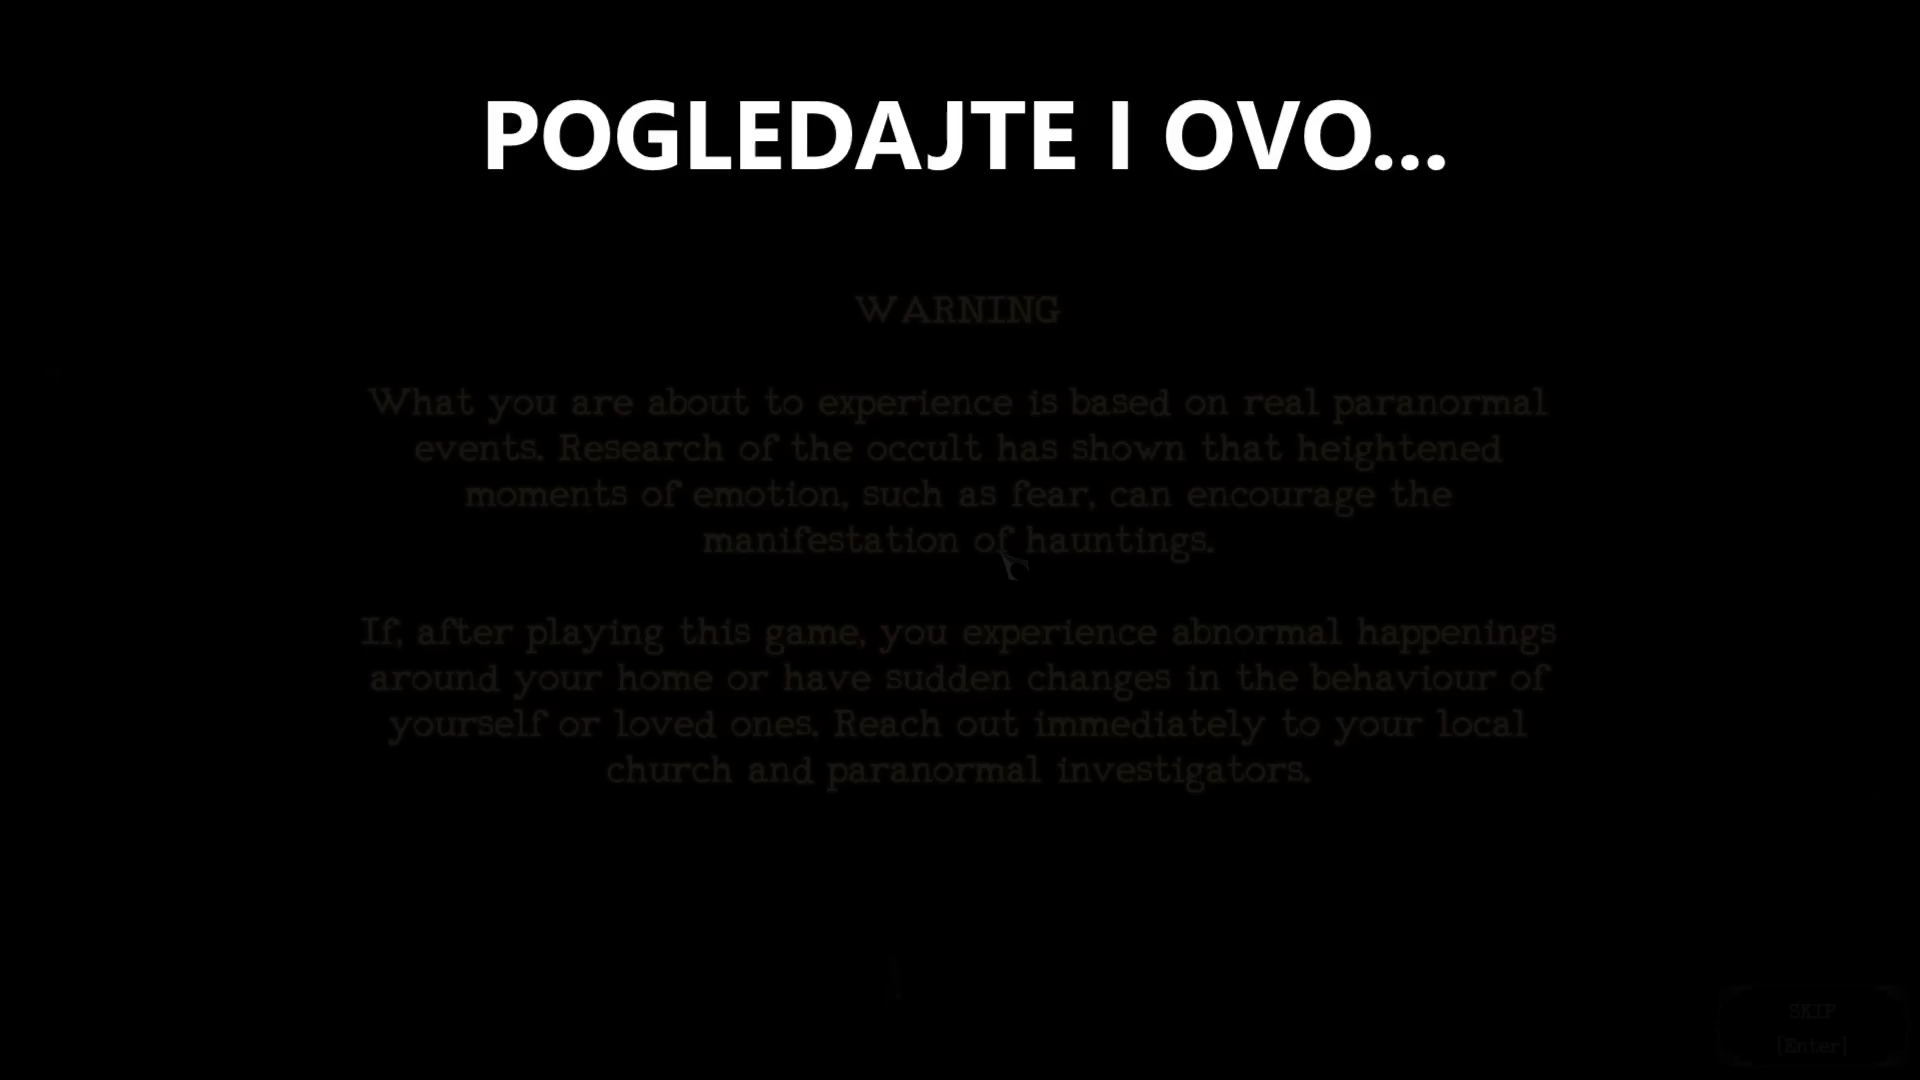 POGLEDAJTE I OVO...
WARNING
What you are about to experience is based on real paranormal
events. Research of the occult has shown that heightened
moments of emotion, such as fear, can encourage the
manifestation of hauntings.
If, after playing this game, you experience abnormal happenings
around your home or have sudden changes in the behaviour of
yourself or loved ones. Reach out immediately to your local
church and paranormal investigators.
SKIP
[Enter]